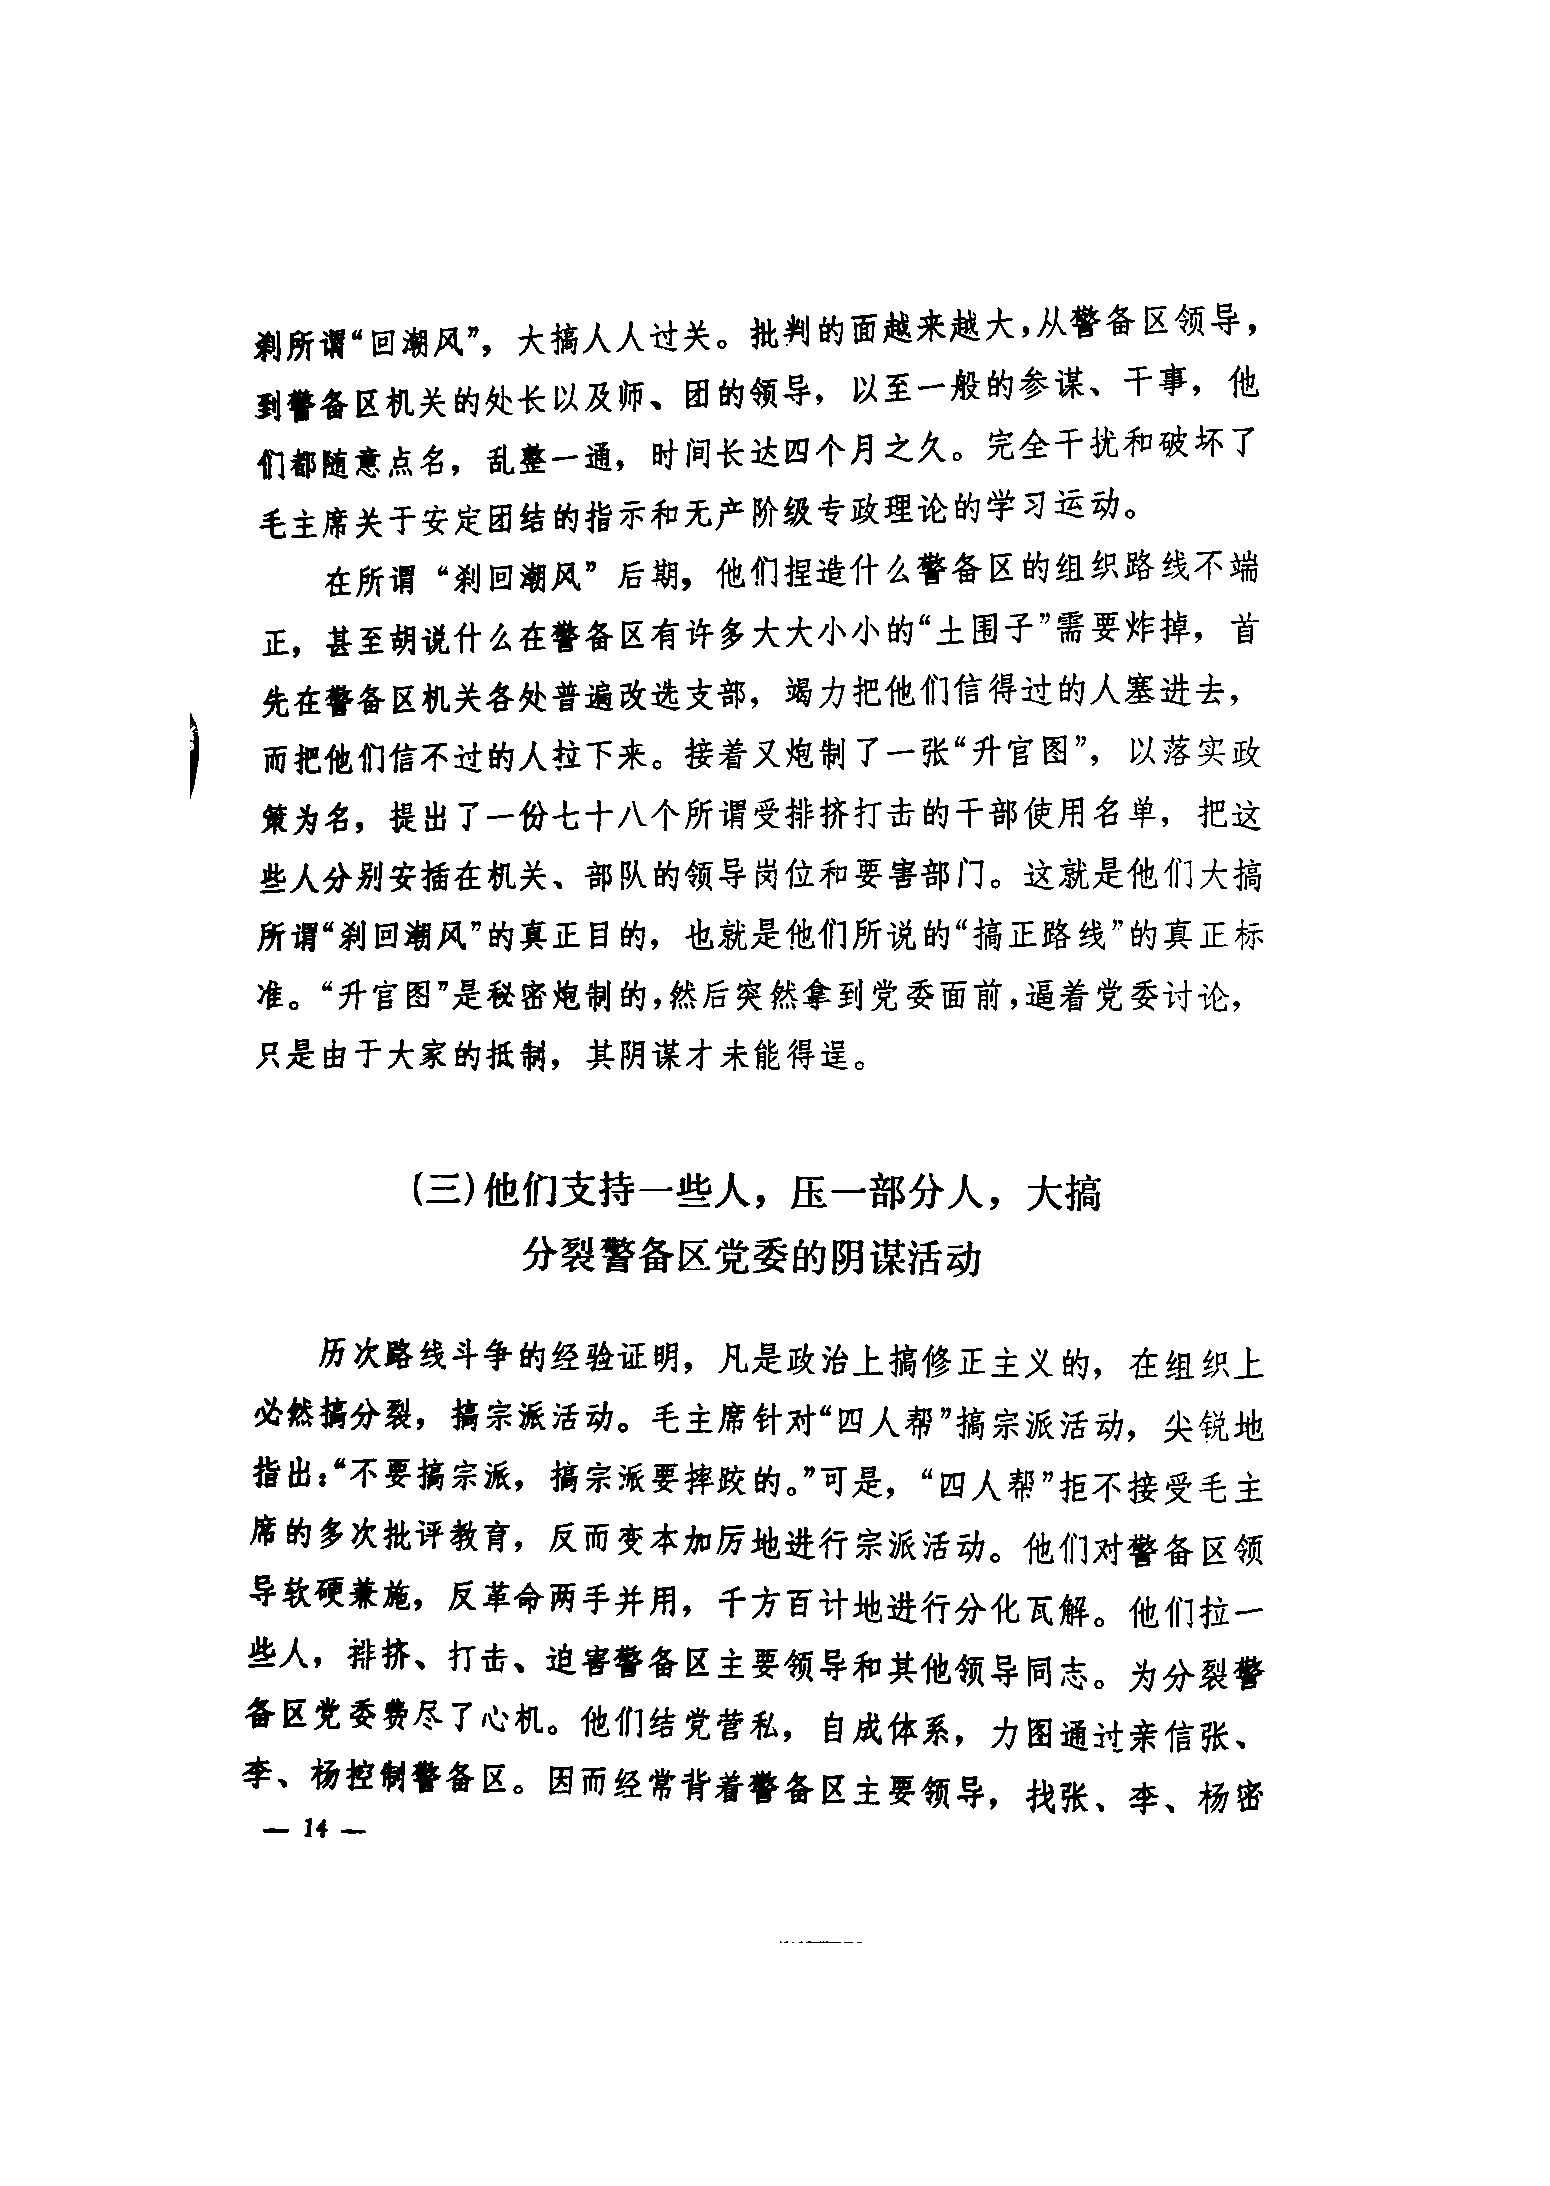 刹所谓“回潮风”，大搞人人过关。批判的面越来越大，从警备区领导，
到警备区机关的处长以及师、团的领导，以至一般的参谋、干事，他
们都随意点名，乱整一通，时间长达四个月之久。完全干扰和破坏了
毛主席关于安定团结的指示和无产阶级专政理论的学习运动。
在所谓“刹回潮风”后期，他们捏造什么警备区的组织路线不端
正，甚至胡说什么在警备区有许多大大小小的“土围子”需要炸掉，首
先在警备区机关各处普遍改选支部，竭力把他们信得过的人塞进去，
而把他们信不过的人拉下来。接着又炮制了一张“升官图”，以落实政
策为名，提出了一份七十八个所谓受排挤打击的干部使用名单，把这
些人分别安插在机关、部队的领导岗位和要害部门。这就是他们大搞
所谓“刹回潮风”的真正目的，也就是他们所说的“搞正路线”的真正标
准。“升官图”是秘密炮制的，然后突然拿到党委面前，逼着党委讨论，
只是由于大家的抵制，其阴谋才未能得逞。
(三)他们支持一些人，压一部分人，大搞
分裂警备区党委的阴谋活动
历次路线斗争的经验证明，凡是政治上搞修正主义的，在组织上
必然搞分裂，搞宗派活动。毛主席针对“四人帮”搞宗派活动，尖锐地
指出：“不要搞宗派，搞宗派要摔跤的。”可是，“四人帮”拒不接受毛主
席的多次批评教育，反而变本加厉地进行宗派活动。他们对警备区领
导软硬兼施，反革命两手并用，千方百计地进行分化瓦解。他们拉一
些人，排挤、打击、迫害警备区主要领导和其他领导同志。为分裂警
备区党委费尽了心机。他们结党营私，自成体系，力图通过亲信张、
李、杨控制警备区。因而经常背着警备区主要领导，找张、李、杨密
— 14 —